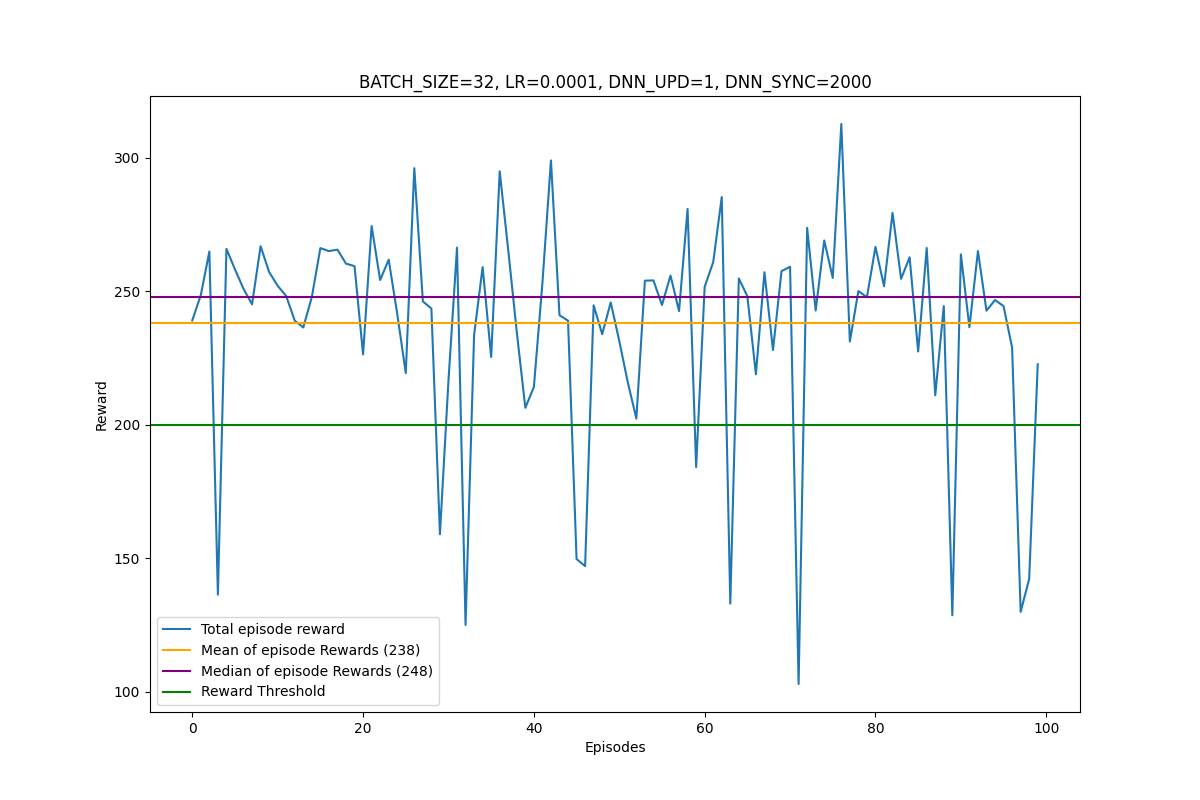 BATCH_SIZE=32, LR=0.0001, DNN_UPD=1, DNN_SYNC=2000
300
250
200
150
100
Reward
Total episode reward
Mean of episode Rewards (238)
Median of episode Rewards (248)
Reward Threshold
0 20 40 60 80 100
Episodes